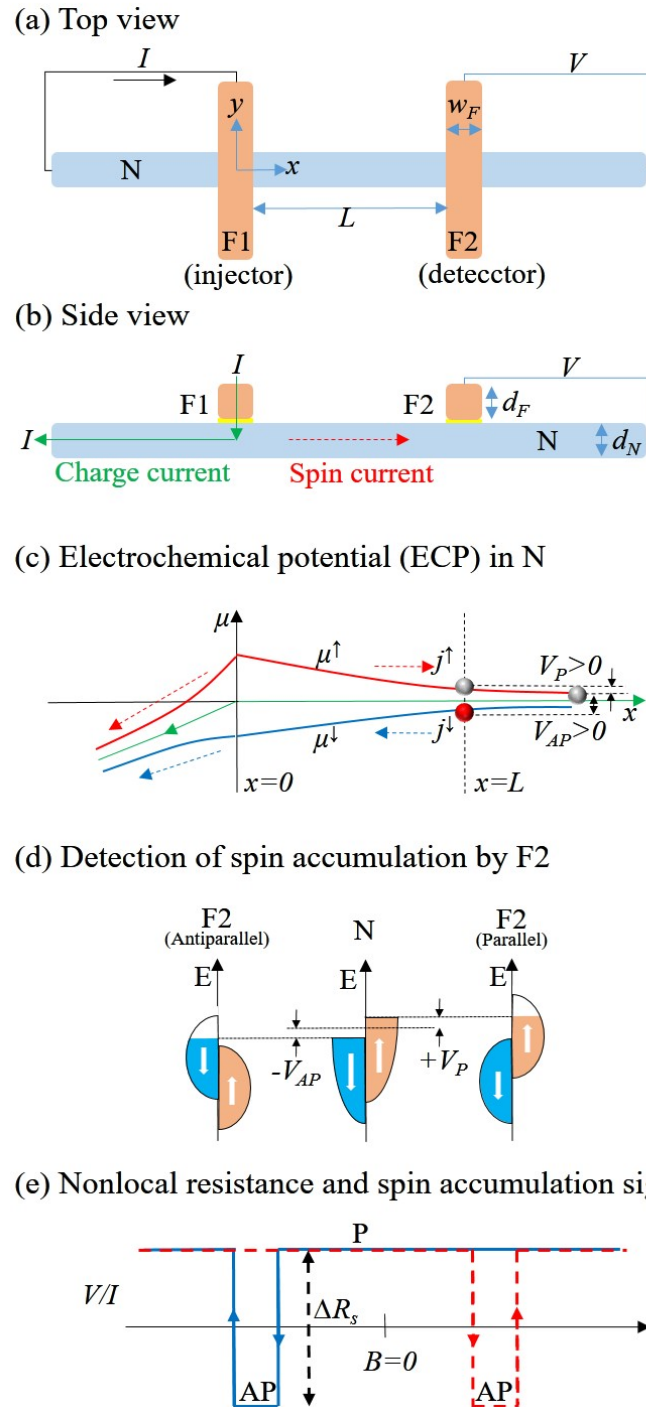 (a) Top view
I
V
y
w_F
N
x
L
F1
F2
(injector)
(detecctor)
(b) Side view
I
V
F1
F2
d_F
I
N
d_N
Charge current
Spin current
(c) Electrochemical potential (ECP) in N
μ
μ↑
j↑
V_P>0
x
μ↓
j↓
V_AP>0
x=0
x=L
(d) Detection of spin accumulation by F2
F2
(Antiparallel)
N
F2
(Parallel)
E
E
E
-V_AP
+V_P
(e) Nonlocal resistance and spin accumulation sig
P
V/I
ΔR_s
B=0
AP
AP